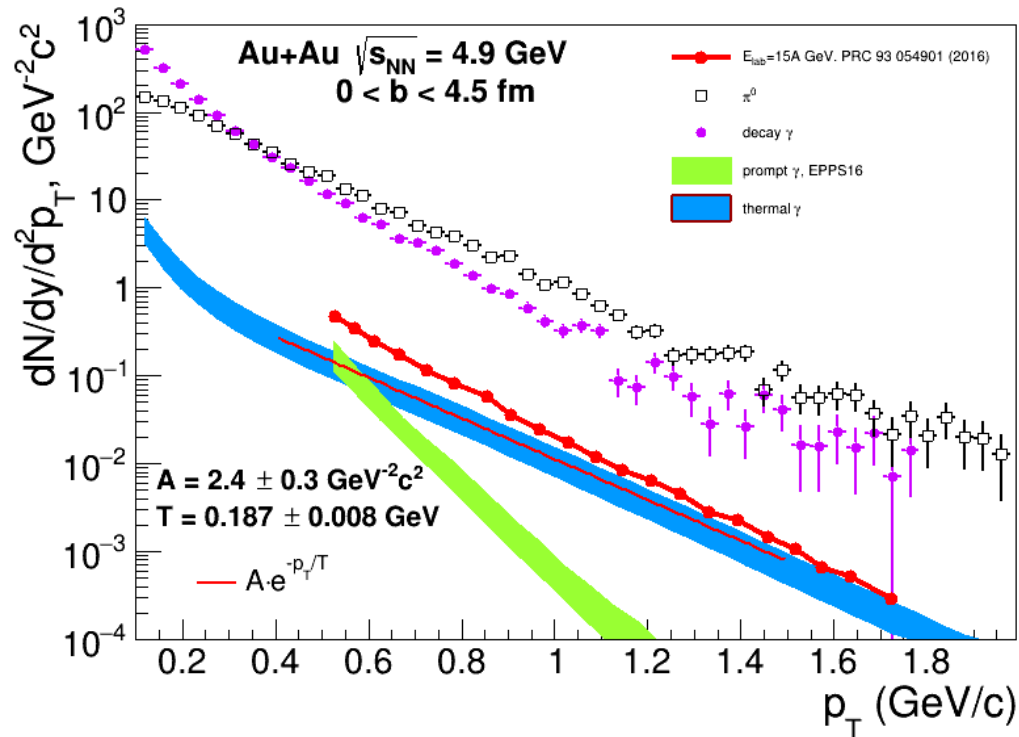 Au+Au √s_NN = 4.9 GeV
0 < b < 4.5 fm
E_lab=15A GeV. PRC 93 054901 (2016)
π⁰
decay γ
prompt γ, EPPS16
thermal γ
dN/dy/d²p_T, GeV⁻²c²
10³
10²
10
1
10⁻¹
10⁻²
10⁻³
10⁻⁴
A = 2.4 ± 0.3 GeV⁻²c²
T = 0.187 ± 0.008 GeV
A·e^-p_T/T
0.2 0.4 0.6 0.8 1 1.2 1.4 1.6 1.8
p_T (GeV/c)